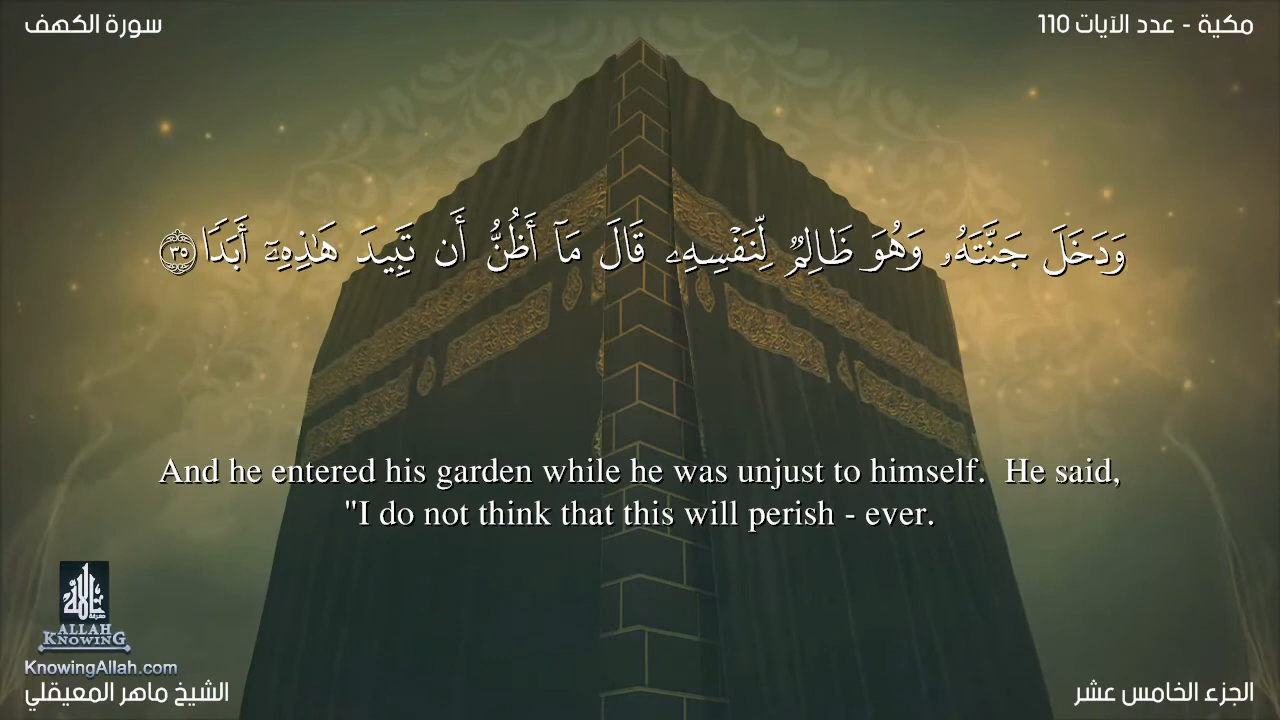 مكية - عدد الآيات 110
سورة الكهف
وَدَخَلَ جَنَّتَهُۥ وَهُوَ ظَالِمٌ لِّنَفْسِهِۦ قَالَ مَآ أَظُنُّ أَن تَبِيدَ هَٰذِهِۦٓ أَبَدًا ٣٥
And he entered his garden while he was unjust to himself. He said,
"I do not think that this will perish - ever.
معرفة الله
ALLAH
KNOWING
KnowingAllah.com
الجزء الخامس عشر
الشيخ ماهر المعيقلي